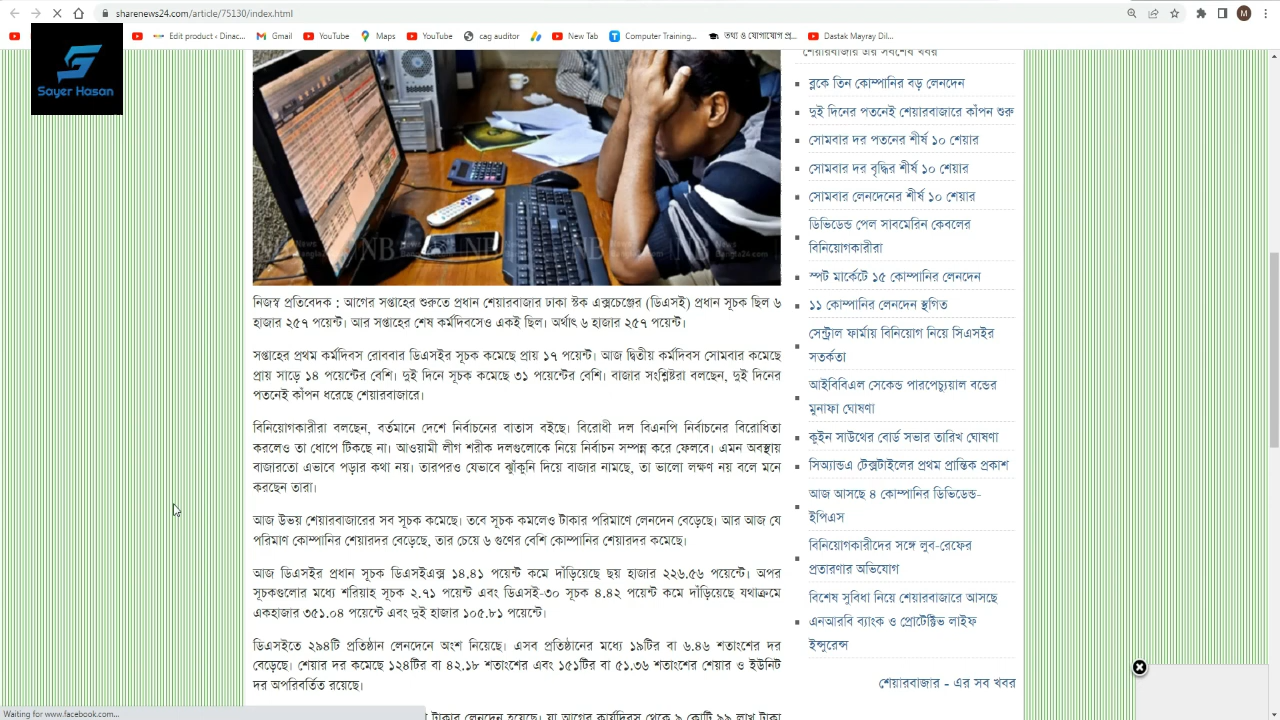 sharenews24.com/article/75130/index.html
Edit product ‹ Dinac...
Gmail
YouTube
Maps
YouTube
cag auditor
New Tab
Computer Training...
তথ্য ও যোগাযোগ প্র...
Dastak Mayray Dil...
Sayer Hasan
নিজস্ব প্রতিবেদক : আগের সপ্তাহের শুরুতে প্রধান শেয়ারবাজার ঢাকা স্টক এক্সচেঞ্জের (ডিএসই) প্রধান সূচক ছিল ৬
হাজার ২৫৭ পয়েন্ট। আর সপ্তাহের শেষ কর্মদিবসেও একই ছিল। অর্থাৎ ৬ হাজার ২৫৭ পয়েন্ট।
সপ্তাহের প্রথম কর্মদিবস রোববার ডিএসইর সূচক কমেছে প্রায় ১৭ পয়েন্ট। আজ দ্বিতীয় কর্মদিবস সোমবার কমেছে
প্রায় সাড়ে ১৪ পয়েন্টের বেশি। দুই দিনে সূচক কমেছে ৩১ পয়েন্টের বেশি। বাজার সংশ্লিষ্টরা বলছেন, দুই দিনের
পতনেই কাঁপন ধরেছে শেয়ারবাজারে।
বিনিয়োগকারীরা বলছেন, বর্তমানে দেশে নির্বাচনের বাতাস বইছে। বিরোধী দল বিএনপি নির্বাচনের বিরোধিতা
করলেও তা ধোপে টিকছে না। আওয়ামী লীগ শরীক দলগুলোকে নিয়ে নির্বাচন সম্পন্ন করে ফেলবে। এমন অবস্থায়
বাজারতো এভাবে পড়ার কথা নয়। তারপরও যেভাবে ঝাঁকুনি দিয়ে বাজার নামছে, তা ভালো লক্ষণ নয় বলে মনে
করছেন তারা।
আজ উভয় শেয়ারবাজারের সব সূচক কমেছে। তবে সূচক কমলেও টাকার পরিমাণে লেনদেন বেড়েছে। আর আজ যে
পরিমাণ কোম্পানির শেয়ারদর বেড়েছে, তার চেয়ে ৬ গুণের বেশি কোম্পানির শেয়ারদর কমেছে।
আজ ডিএসইর প্রধান সূচক ডিএসইএক্স ১৪.৪১ পয়েন্ট কমে দাঁড়িয়েছে ছয় হাজার ২২৬.৫৬ পয়েন্টে। অপর
সূচকগুলোর মধ্যে শরিয়াহ সূচক ২.৭১ পয়েন্ট এবং ডিএসই-৩০ সূচক ৪.৪২ পয়েন্ট কমে দাঁড়িয়েছে যথাক্রমে
একহাজার ৩৫১.০৪ পয়েন্টে এবং দুই হাজার ১০৫.৮১ পয়েন্টে।
ডিএসইতে ২৯৪টি প্রতিষ্ঠান লেনদেনে অংশ নিয়েছে। এসব প্রতিষ্ঠানের মধ্যে ১৯টির বা ৬.৪৬ শতাংশের দর
বেড়েছে। শেয়ার দর কমেছে ১২৪টির বা ৪২.১৮ শতাংশের এবং ১৫১টির বা ৫১.৩৬ শতাংশের শেয়ার ও ইউনিট
দর অপরিবর্তিত রয়েছে।
টাকার লেনদেন হয়েছে। যা আগের কার্যদিবস থেকে ৯ কোটি ৯৯ লাখ টাকা
শেয়ারবাজার এর সর্বশেষ খবর
ব্লকে তিন কোম্পানির বড় লেনদেন
দুই দিনের পতনেই শেয়ারবাজারে কাঁপন শুরু
সোমবার দর পতনের শীর্ষ ১০ শেয়ার
সোমবার দর বৃদ্ধির শীর্ষ ১০ শেয়ার
সোমবার লেনদেনের শীর্ষ ১০ শেয়ার
ডিভিডেন্ড পেল সাবমেরিন কেবলের
বিনিয়োগকারীরা
স্পট মার্কেটে ১৫ কোম্পানির লেনদেন
১১ কোম্পানির লেনদেন স্থগিত
সেন্ট্রাল ফার্মায় বিনিয়োগ নিয়ে সিএসইর
সতর্কতা
আইবিবিএল সেকেন্ড পারপেচ্যুয়াল বন্ডের
মুনাফা ঘোষণা
কুইন সাউথের বোর্ড সভার তারিখ ঘোষণা
সিঅ্যান্ডএ টেক্সটাইলের প্রথম প্রান্তিক প্রকাশ
আজ আসছে ৪ কোম্পানির ডিভিডেন্ড-
ইপিএস
বিনিয়োগকারীদের সঙ্গে লুব-রেফের
প্রতারণার অভিযোগ
বিশেষ সুবিধা নিয়ে শেয়ারবাজারে আসছে
এনআরবি ব্যাংক ও প্রোটেক্টিভ লাইফ
ইন্সুরেন্স
শেয়ারবাজার - এর সব খবর
Waiting for www.facebook.com...